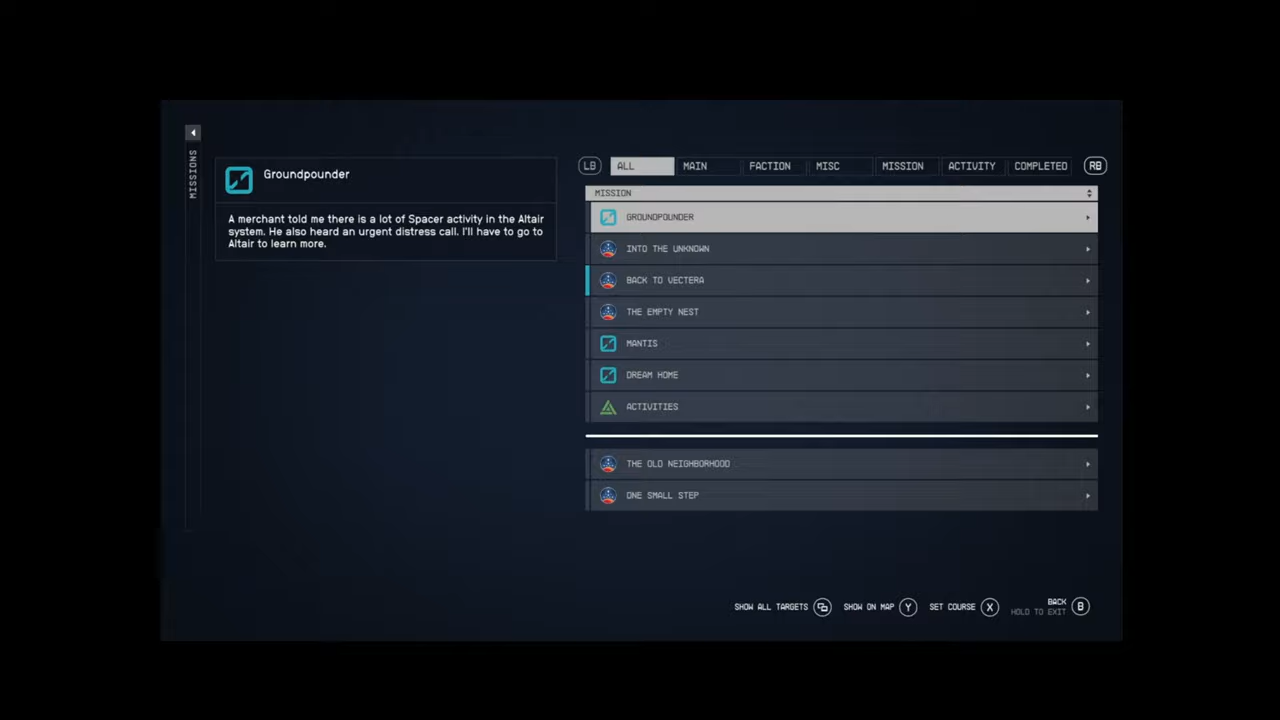 MISSIONS
Groundpounder
A merchant told me there is a lot of Spacer activity in the Altair
system. He also heard an urgent distress call. I'll have to go to
Altair to learn more.
LB ALL MAIN FACTION MISC MISSION ACTIVITY COMPLETED RB
MISSION
GROUNDPOUNDER
INTO THE UNKNOWN
BACK TO VECTERA
THE EMPTY NEST
MANTIS
DREAM HOME
ACTIVITIES
THE OLD NEIGHBORHOOD
ONE SMALL STEP
SHOW ALL TARGETS SHOW ON MAP Y SET COURSE X BACK B
HOLD TO EXIT